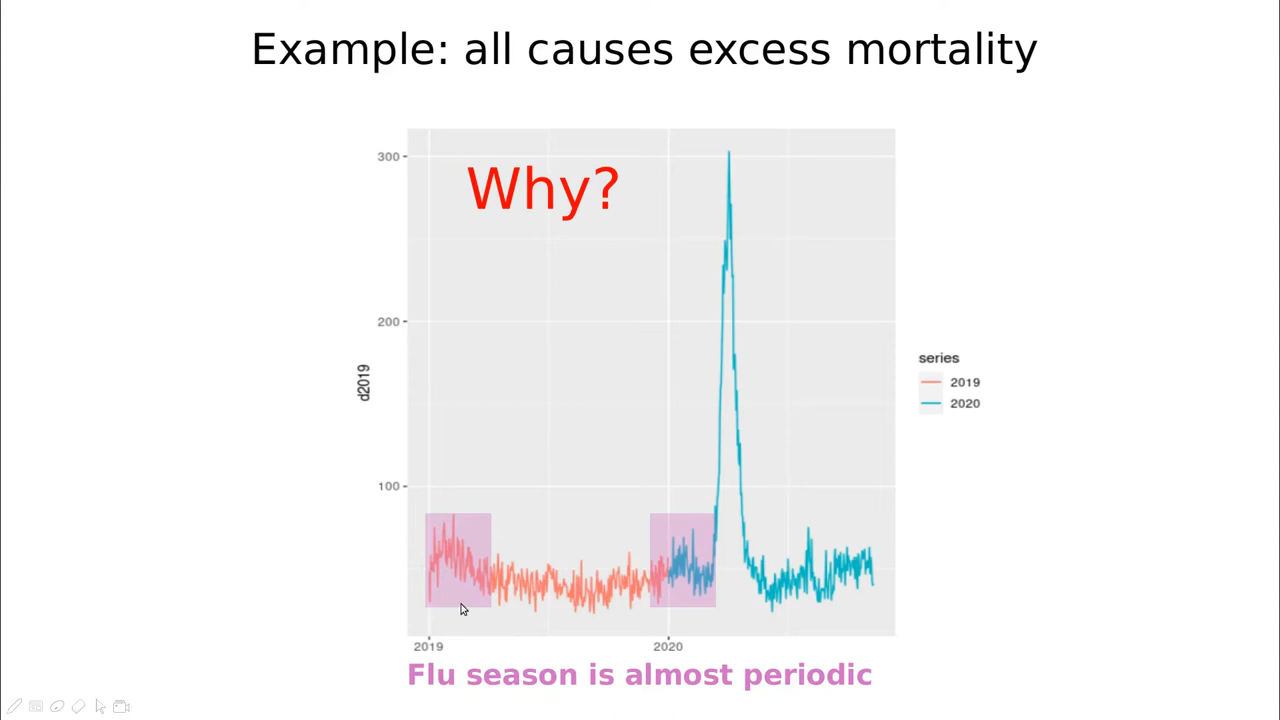 Example: all causes excess mortality
Why?
300
200
100
d2019
series
2019
2020
2019
2020
Flu season is almost periodic